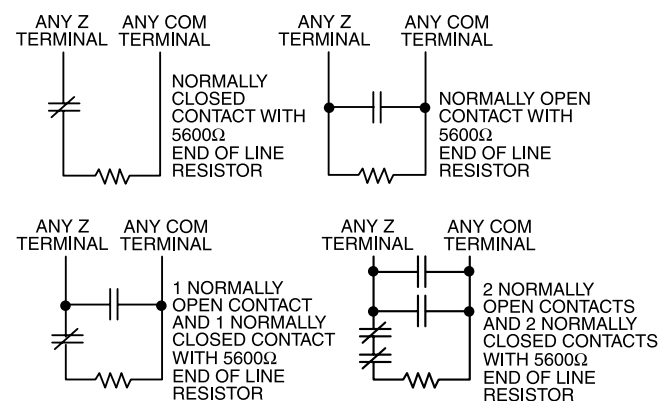 ANY Z
TERMINAL
ANY COM
TERMINAL
NORMALLY
CLOSED
CONTACT WITH
5600Ω
END OF LINE
RESISTOR
ANY Z
TERMINAL
ANY COM
TERMINAL
NORMALLY OPEN
CONTACT WITH
5600Ω
END OF LINE
RESISTOR
ANY Z
TERMINAL
ANY COM
TERMINAL
1 NORMALLY
OPEN CONTACT
AND 1 NORMALLY
CLOSED CONTACT
WITH 5600Ω
END OF LINE
RESISTOR
ANY Z
TERMINAL
ANY COM
TERMINAL
2 NORMALLY
OPEN CONTACTS
AND 2 NORMALLY
CLOSED CONTACTS
WITH 5600Ω
END OF LINE
RESISTOR